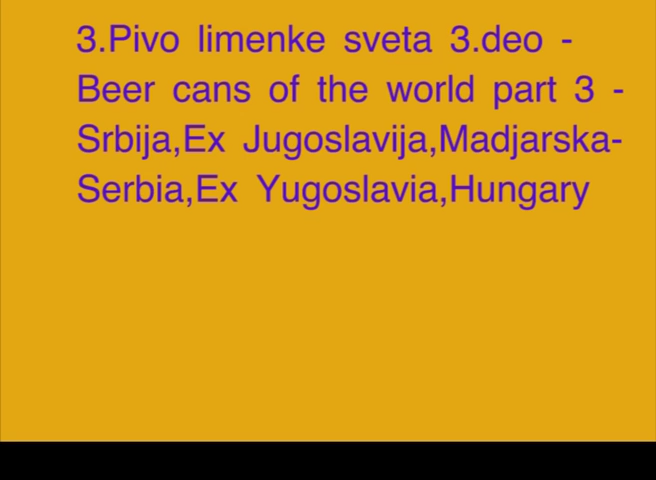 3.Pivo limenke sveta 3.deo -
Beer cans of the world part 3 -
Srbija,Ex Jugoslavija,Madjarska-
Serbia,Ex Yugoslavia,Hungary